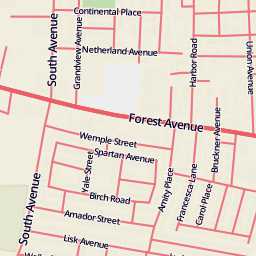 Continental Place
South Avenue
Grandview Avenue
Netherland Avenue
Harbor Road
Union Avenue
Forest Avenue
Wemple Street
Spartan Avenue
Yale Street
Bruckner Avenue
Birch Road
Amity Place
Francesca Lane
Carol Place
South Avenue
Amador Street
Lisk Avenue